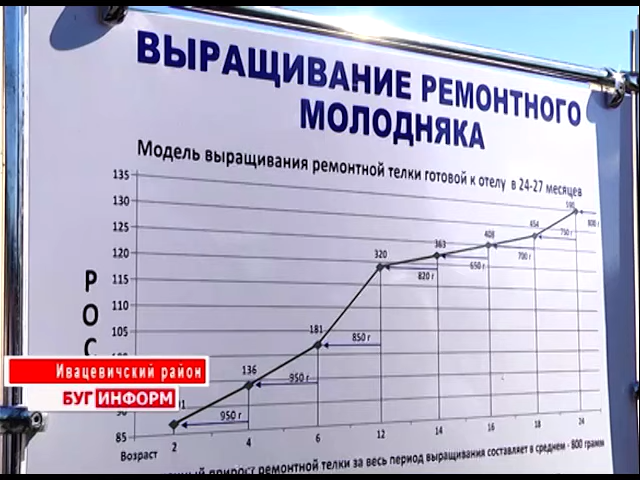 ВЫРАЩИВАНИЕ РЕМОНТНОГО
МОЛОДНЯКА
Модель выращивания ремонтной телки готовой к отелу в 24-27 месяцев
135
130
125
120
115
110
105
85
РОС
181
136
320
363
408
454
590
950 г
950 г
850 г
820 г
650 г
700 г
750 г
800 г
Возраст 2 4 6 12 14 16 18 24
прирост ремонтной телки за весь период выращивания составляет в среднем - 800 грамм
Ивацевичский район
БУГ ИНФОРМ